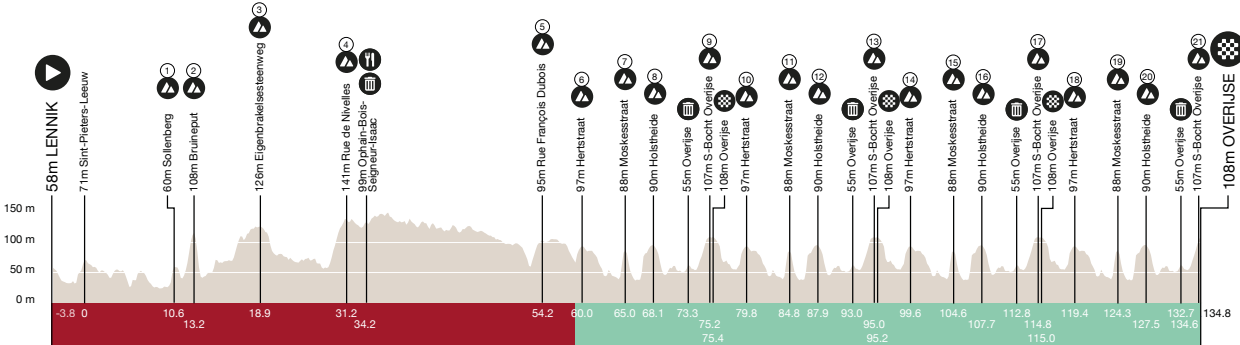 1
2
3
4
5
6
7
8
9
10
11
12
13
14
15
16
17
18
19
20
21
58m LENNIK
71m Sint-Pieters-Leeuw
60m Sollenberg
108m Bruineput
126m Eigenbrakelsesteenweg
141m Rue de Nivelles
99m Ophain-Bois-
Seigneur-Isaac
95m Rue François Dubois
97m Hertstraat
88m Moskesstraat
90m Holstheide
55m Overijse
107m S-Bocht Overijse
108m Overijse
97m Hertstraat
88m Moskesstraat
90m Holstheide
55m Overijse
107m S-Bocht Overijse
108m Overijse
97m Hertstraat
88m Moskesstraat
90m Holstheide
55m Overijse
107m S-Bocht Overijse
108m Overijse
97m Hertstraat
88m Moskesstraat
90m Holstheide
55m Overijse
107m S-Bocht Overijse
108m OVERIJSE
150 m
100 m
50 m
0 m
-3.8 0 10.6 18.9 31.2 54.2 60.0 65.0 68.1 73.3 75.2 79.8 84.8 87.9 93.0 95.0 99.6 104.6 112.8 114.8 119.4 124.3 132.7 134.8
13.2 34.2 75.4 95.2 107.7 115.0 127.5 134.6